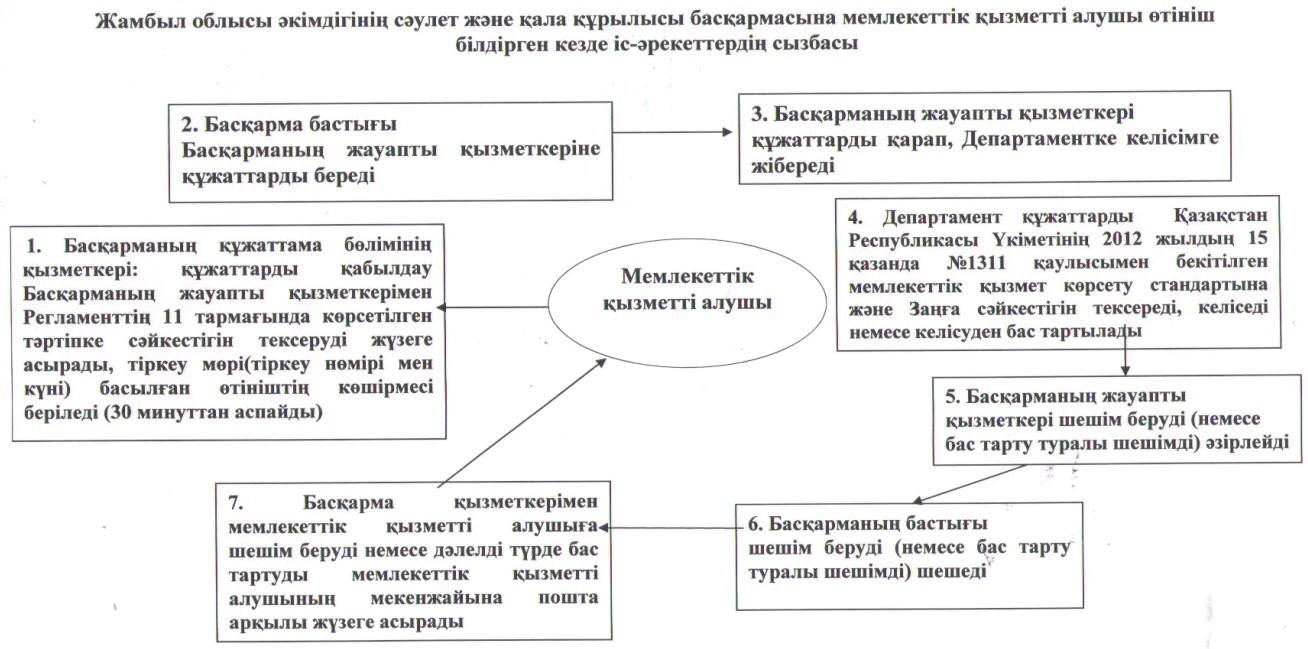 Жамбыл облысы әкімдігінің сәулет және қала құрылысы басқармасына мемлекеттік қызметті алушы өтініш
білдірген кезде іс-әрекеттердің сызбасы
2. Басқарма бастығы
Басқарманың жауапты қызметкеріне
құжаттарды береді
3. Басқарманың жауапты қызметкері
құжаттарды қарап, Департаментке келісімге
жібереді
1. Басқарманың құжаттама бөлімінің
қызметкері: құжаттарды қабылдау
Басқарманың жауапты қызметкерімен
Регламенттің 11 тармағында көрсетілген
тәртіпке сәйкестігін тексеруді жүзеге
асырады, тіркеу мөрі(тіркеу нөмірі мен
күні) басылған өтініштің көшірмесі
беріледі (30 минуттан аспайды)
Мемлекеттік
қызметті алушы
4. Департамент құжаттарды Қазақстан
Республикасы Үкіметінің 2012 жылдың 15
қазанда №1311 қаулысымен бекітілген
мемлекеттік қызмет көрсету стандартына
және Заңға сәйкестігін тексереді, келіседі
немесе келісуден бас тартылады
5. Басқарманың жауапты
қызметкері шешім беруді (немесе
бас тарту туралы шешімді) әзірлейді
7. Басқарма қызметкерімен
мемлекеттік қызметті алушыға
шешім беруді немесе дәлелді түрде бас
тартуды мемлекеттік қызметті
алушының мекенжайына пошта
арқылы жүзеге асырады
6. Басқарманың бастығы
шешім беруді (немесе бас тарту
туралы шешімді) шешеді